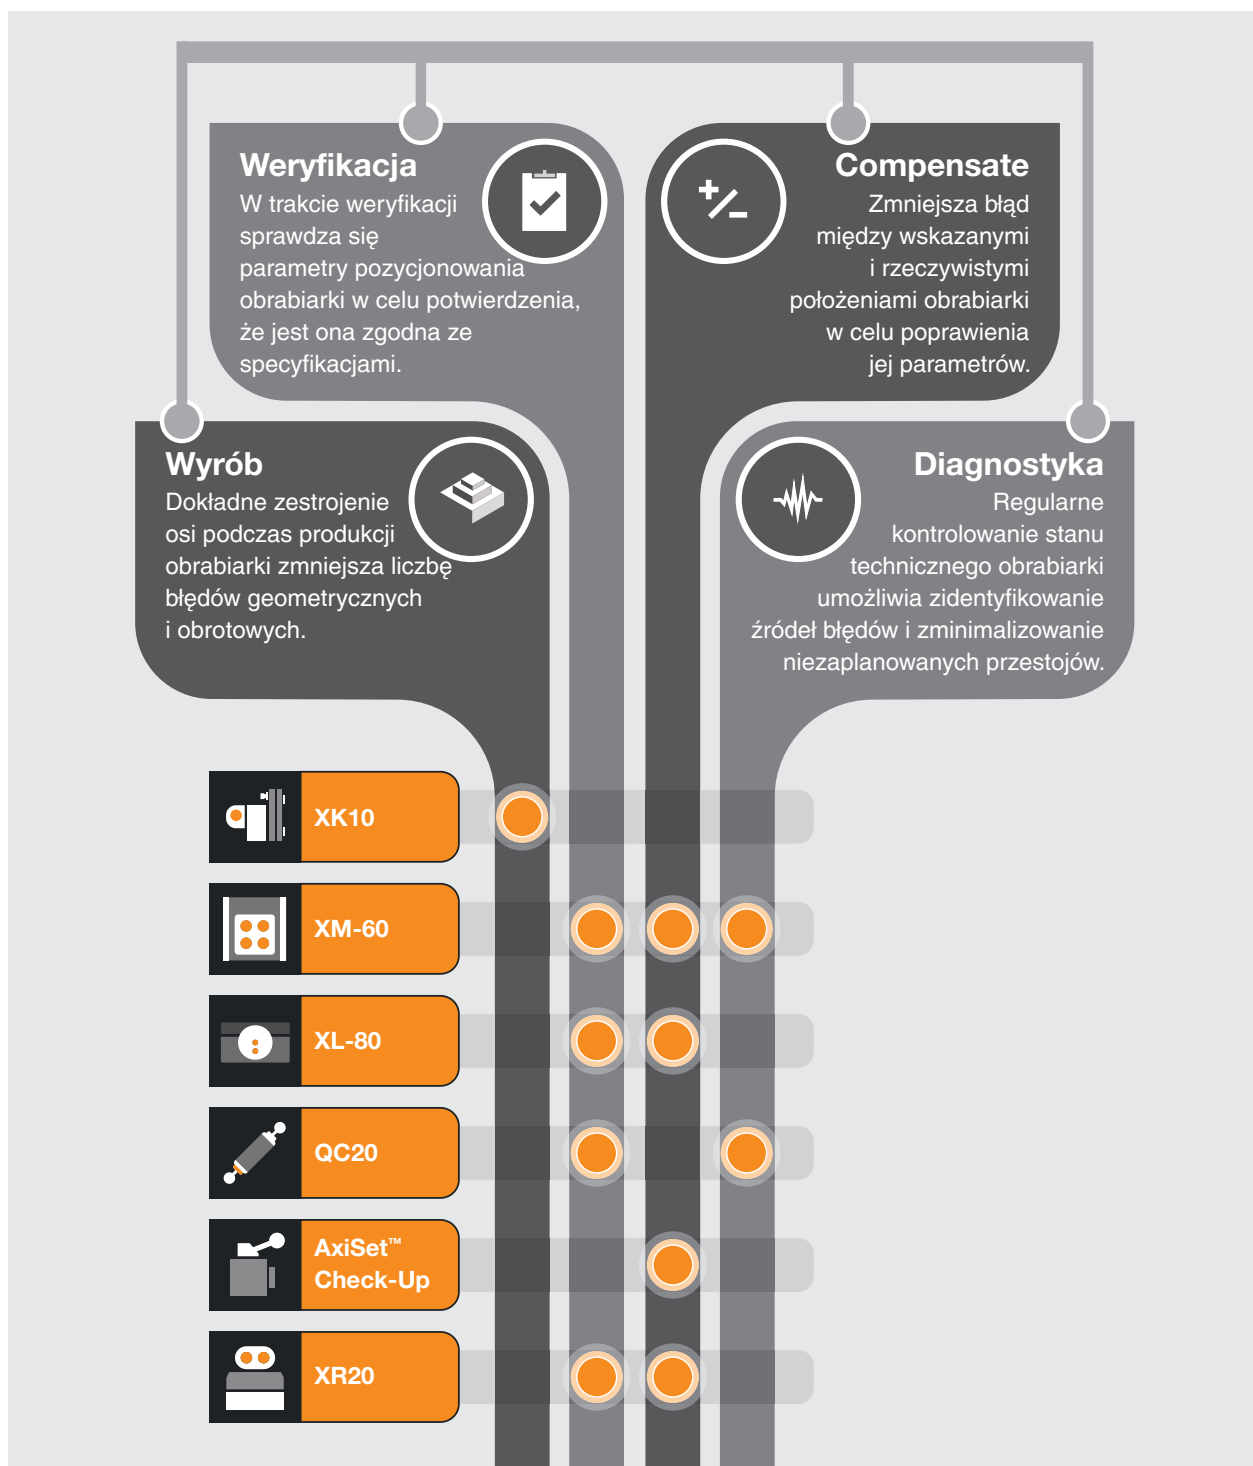 Weryfikacja
W trakcie weryfikacji
sprawdza się
parametry pozycjonowania
obrabiarki w celu potwierdzenia,
że jest ona zgodna ze
specyfikacjami.
Compensate
Zmniejsza błąd
między wskazanymi
i rzeczywistymi
położeniami obrabiarki
w celu poprawienia
jej parametrów.
Wyrób
Dokładne zestrojenie
osi podczas produkcji
obrabiarki zmniejsza liczbę
błędów geometrycznych
i obrotowych.
Diagnostyka
Regularne
kontrolowanie stanu
technicznego obrabiarki
umożliwia zidentyfikowanie
źródeł błędów i zminimalizowanie
niezaplanowanych przestojów.
XK10
XM-60
XL-80
QC20
AxiSet™
Check-Up
XR20